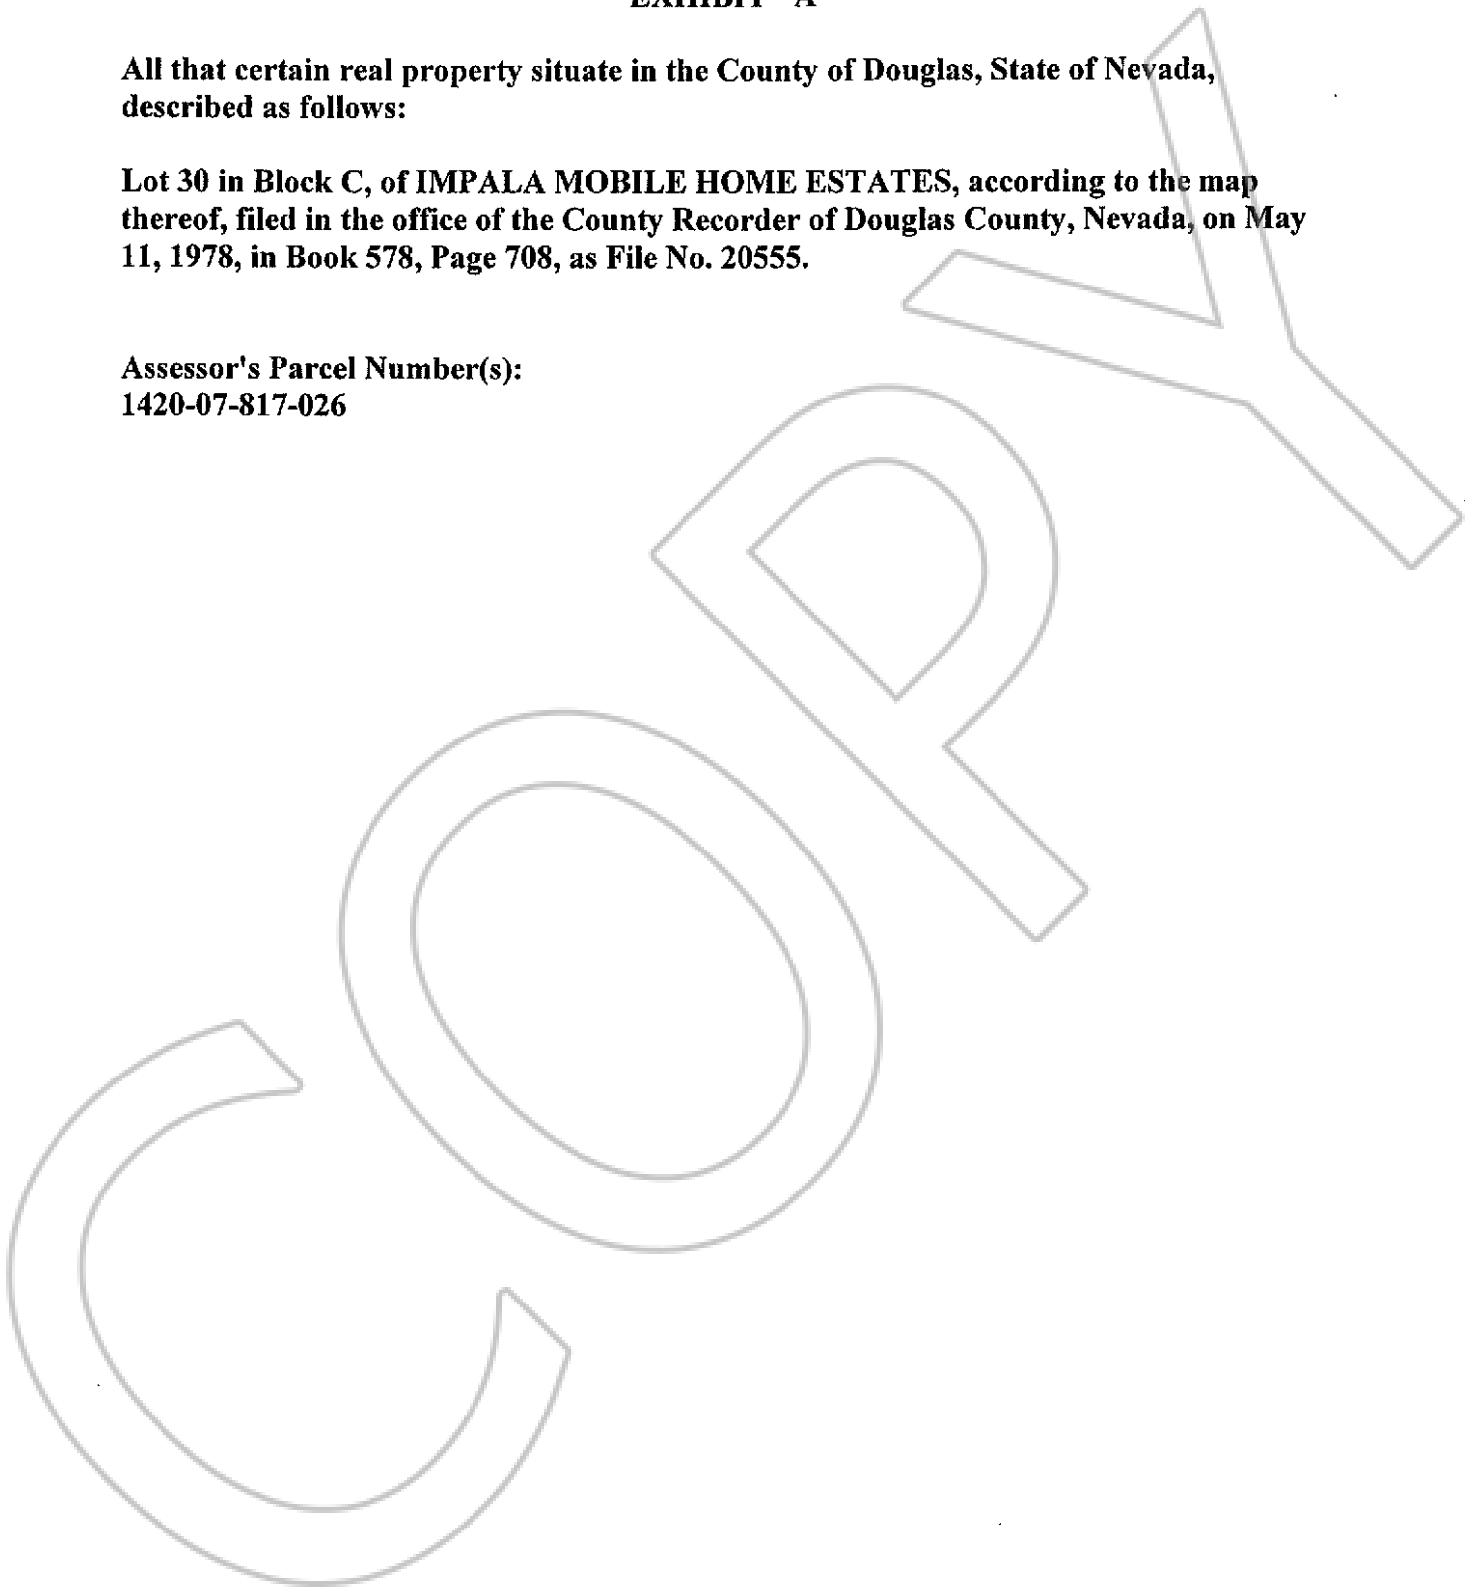 EXHIBIT "A"
All that certain real property situate in the County of Douglas, State of Nevada,
described as follows:
Lot 30 in Block C, of IMPALA MOBILE HOME ESTATES, according to the map
thereof, filed in the office of the County Recorder of Douglas County, Nevada, on May
11, 1978, in Book 578, Page 708, as File No. 20555.
Assessor's Parcel Number(s):
1420-07-817-026
COPY